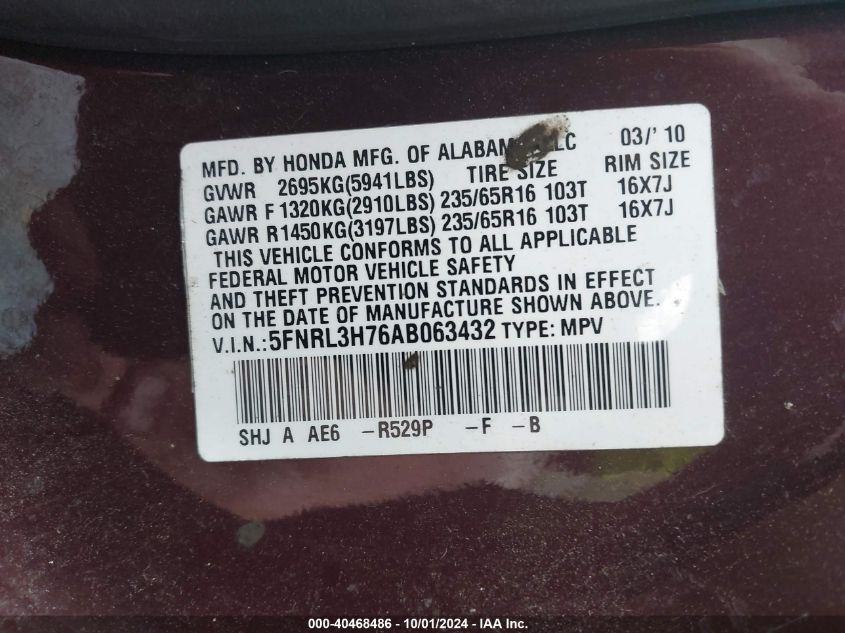 MFD. BY HONDA MFG. OF ALABAMA LLC 03/'10
TIRE SIZE RIM SIZE
GVWR 2695KG(5941LBS)
GAWR F 1320KG(2910LBS) 235/65R16 103T 16X7J
GAWR R1450KG(3197LBS) 235/65R16 103T 16X7J
THIS VEHICLE CONFORMS TO ALL APPLICABLE
FEDERAL MOTOR VEHICLE SAFETY
AND THEFT PREVENTION STANDARDS IN EFFECT
ON THE DATE OF MANUFACTURE SHOWN ABOVE.
V.I.N.: 5FNRL3H76AB063432 TYPE: MPV
SHJ A AE6 -R529P -F -B
000-40468486 - 10/01/2024 - IAA Inc.